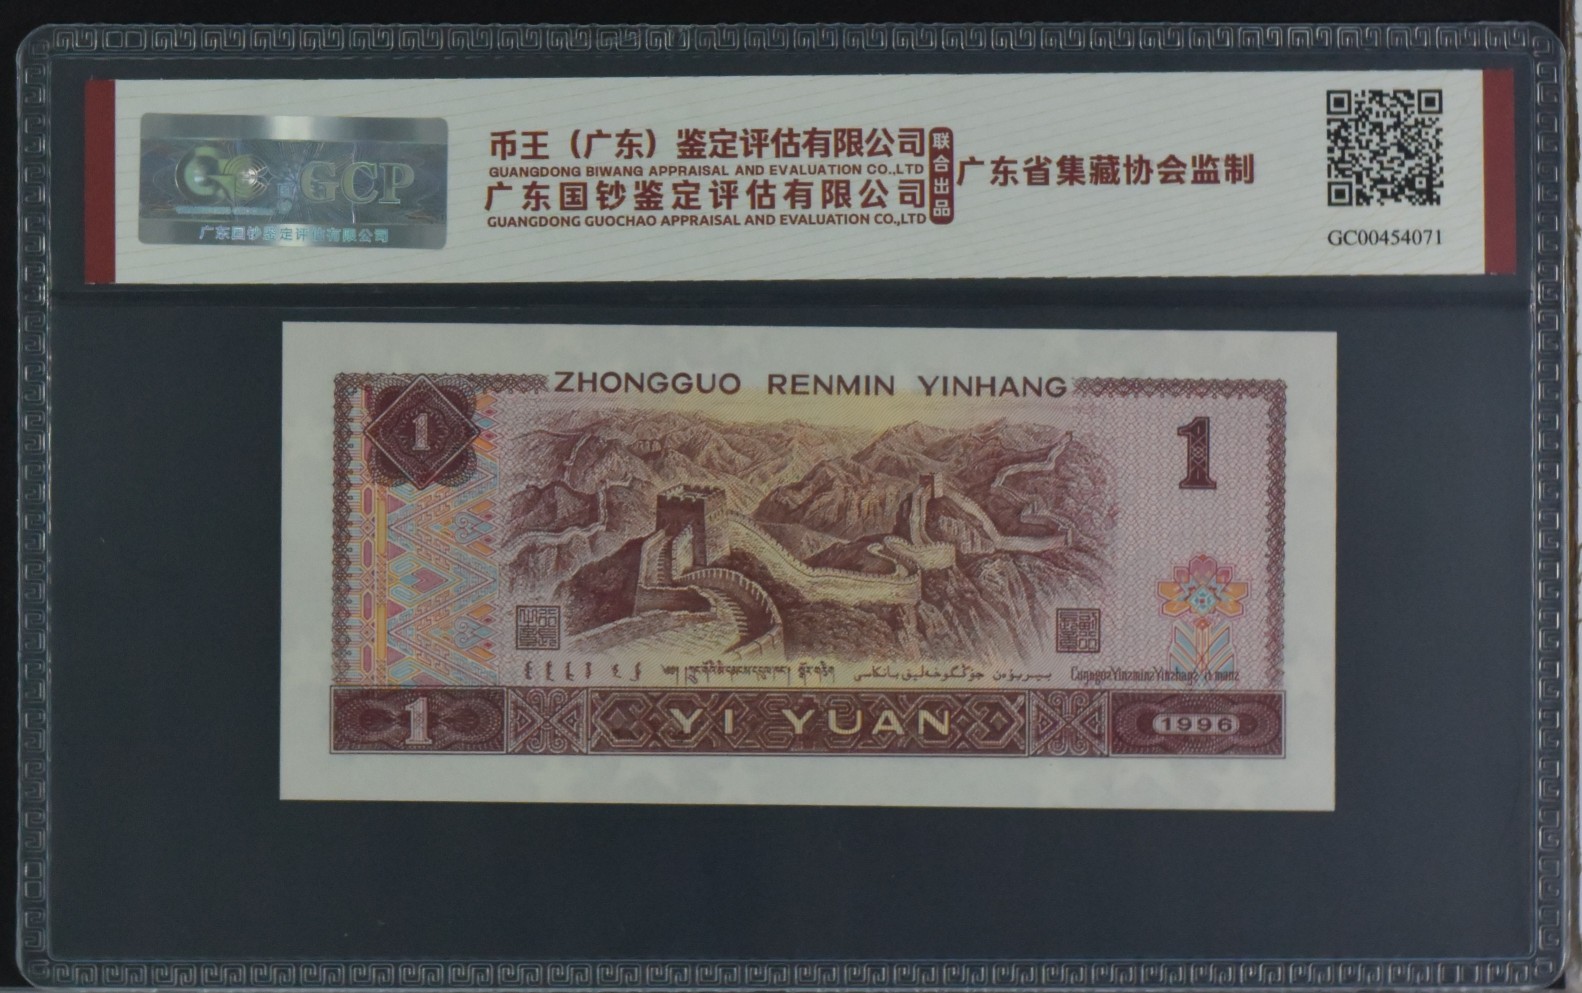 GCP
广东国钞鉴定评估有限公司
币王（广东）鉴定评估有限公司
GUANGDONG BIWANG APPRAISAL AND EVALUATION CO.,LTD
广东国钞鉴定评估有限公司
GUANGDONG GUOCHAO APPRAISAL AND EVALUATION CO.,LTD
联合出品
广东省集藏协会监制
GC00454071
ZHONGGUO RENMIN YINHANG
1
1
1
YI YUAN
1996